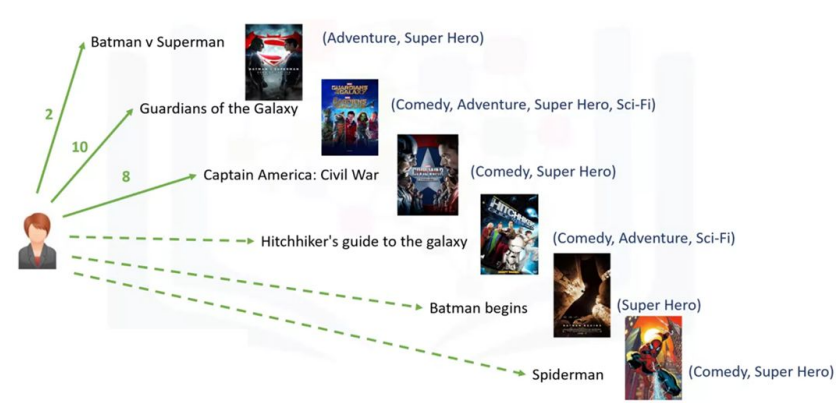 Batman v Superman (Adventure, Super Hero)
2
Guardians of the Galaxy (Comedy, Adventure, Super Hero, Sci-Fi)
10
8
Captain America: Civil War (Comedy, Super Hero)
Hitchhiker's guide to the galaxy (Comedy, Adventure, Sci-Fi)
Batman begins (Super Hero)
Spiderman (Comedy, Super Hero)